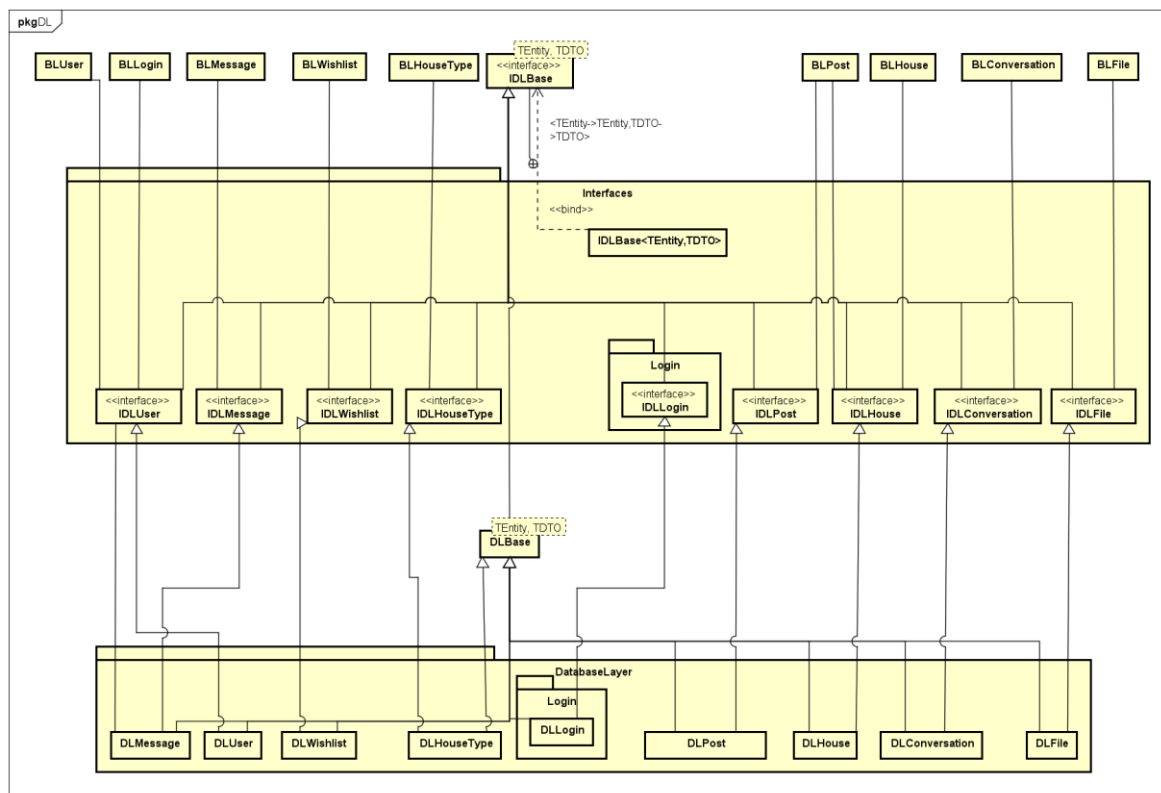 pkg DL
TEntity, TDTO
BLUser
BLLogin
BLMessage
BLWishlist
BLHouseType
<<interface>>
IDLBase
BLPost
BLHouse
BLConversation
BLFile
<TEntity->TEntity,TDTO-
>TDTO>
Interfaces
<<bind>>
IDLBase<TEntity,TDTO>
Login
<<interface>>
IDLUser
<<interface>>
IDLMessage
<<interface>>
IDLWishlist
<<interface>>
IDLHouseType
<<interface>>
IDLLogin
<<interface>>
IDLPost
<<interface>>
IDLHouse
<<interface>>
IDLConversation
<<interface>>
IDLFile
TEntity, TDTO
DLBase
DatabaseLayer
Login
DLMessage
DLUser
DLWishlist
DLHouseType
DLLogin
DLPost
DLHouse
DLConversation
DLFile